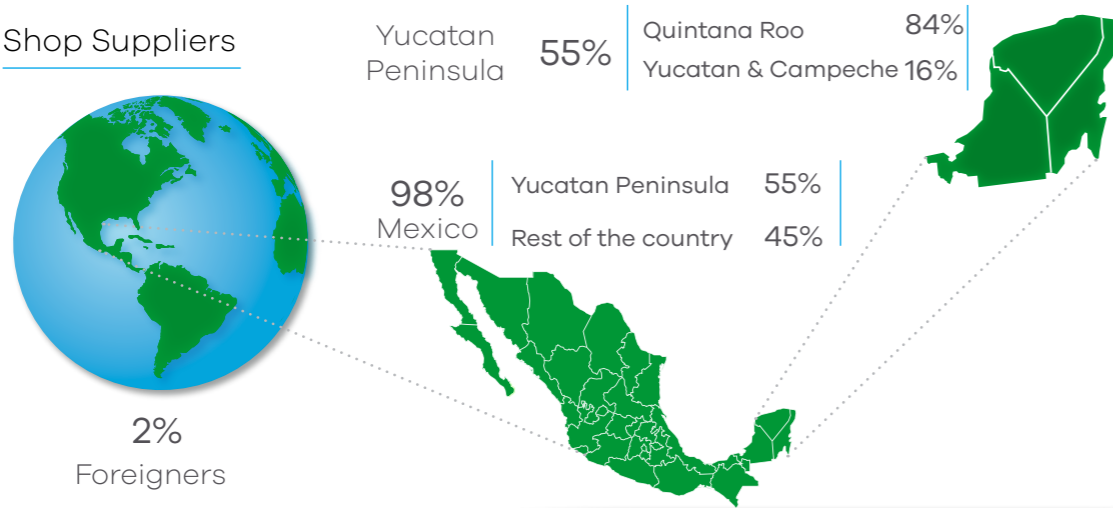 Shop Suppliers
Yucatan
Peninsula
55%
Quintana Roo 84%
Yucatan & Campeche 16%
98%
Mexico
Yucatan Peninsula 55%
Rest of the country 45%
2%
Foreigners